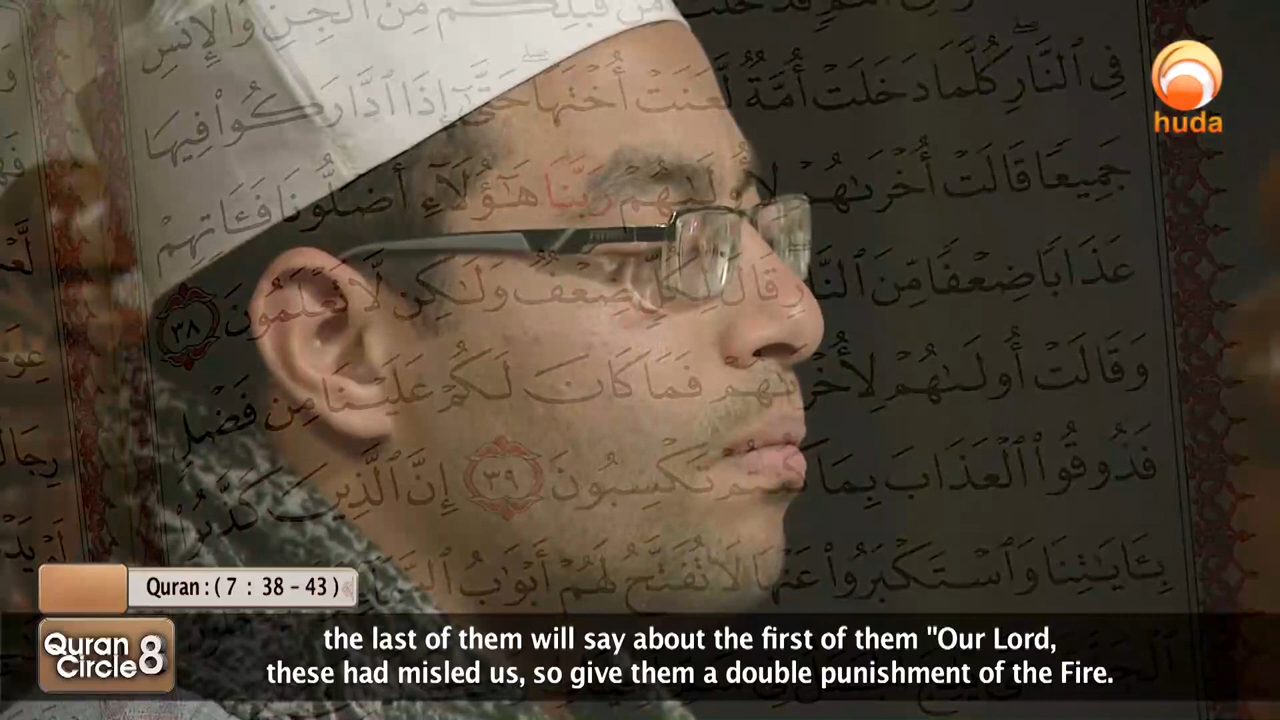 فِي أُمَمٍ قَدْ خَلَتْ مِن قَبْلِكُم مِّنَ ٱلْجِنِّ وَٱلْإِنسِ
فِي ٱلنَّارِ كُلَّمَا دَخَلَتْ أُمَّةٌ لَّعَنَتْ أُخْتَهَا حَتَّىٰٓ إِذَا ٱدَّارَكُوا۟ فِيهَا
جَمِيعًا قَالَتْ أُخْرَىٰهُمْ لِأُولَىٰهُمْ رَبَّنَا هَٰٓؤُلَآءِ أَضَلُّونَا فَـَٔاتِهِمْ
عَذَابًا ضِعْفًا مِّنَ ٱلنَّارِ قَالَ لِكُلٍّ ضِعْفٌ وَلَٰكِن لَّا تَعْلَمُونَ ٣٨
وَقَالَتْ أُولَىٰهُمْ لِأُخْرَىٰهُمْ فَمَا كَانَ لَكُمْ عَلَيْنَا مِن فَضْلٍ
فَذُوقُوا۟ ٱلْعَذَابَ بِمَا كُنتُمْ تَكْسِبُونَ ٣٩ إِنَّ ٱلَّذِينَ كَذَّبُوا۟
بِـَٔايَٰتِنَا وَٱسْتَكْبَرُوا۟ عَنْهَا لَا تُفَتَّحُ لَهُمْ أَبْوَٰبُ
huda
Quran : ( 7 : 38 – 43 )
Quran
Circle 8
the last of them will say about the first of them "Our Lord,
these had misled us, so give them a double punishment of the Fire.